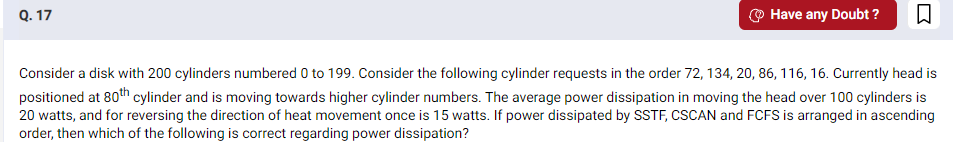 Q. 17
Have any Doubt ?
Consider a disk with 200 cylinders numbered 0 to 199. Consider the following cylinder requests in the order 72, 134, 20, 86, 116, 16. Currently head is
positioned at 80th cylinder and is moving towards higher cylinder numbers. The average power dissipation in moving the head over 100 cylinders is
20 watts, and for reversing the direction of heat movement once is 15 watts. If power dissipated by SSTF, CSCAN and FCFS is arranged in ascending
order, then which of the following is correct regarding power dissipation?